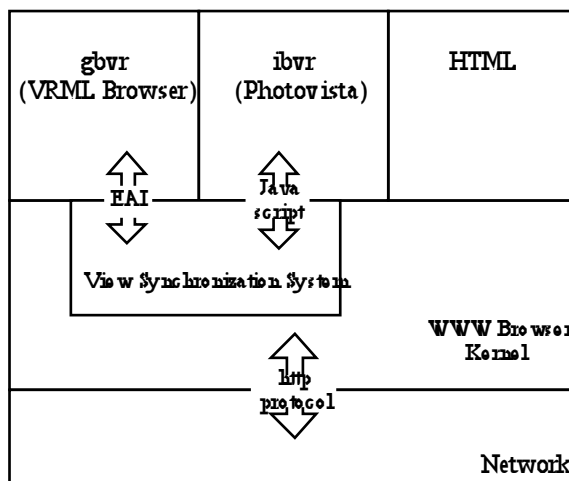 gbvr
(VRML Browser)
ibvr
(Photovista)
HTML
EAI
Java
script
View Synchronization System
WWW Browser
Kernel
http
protocol
Network